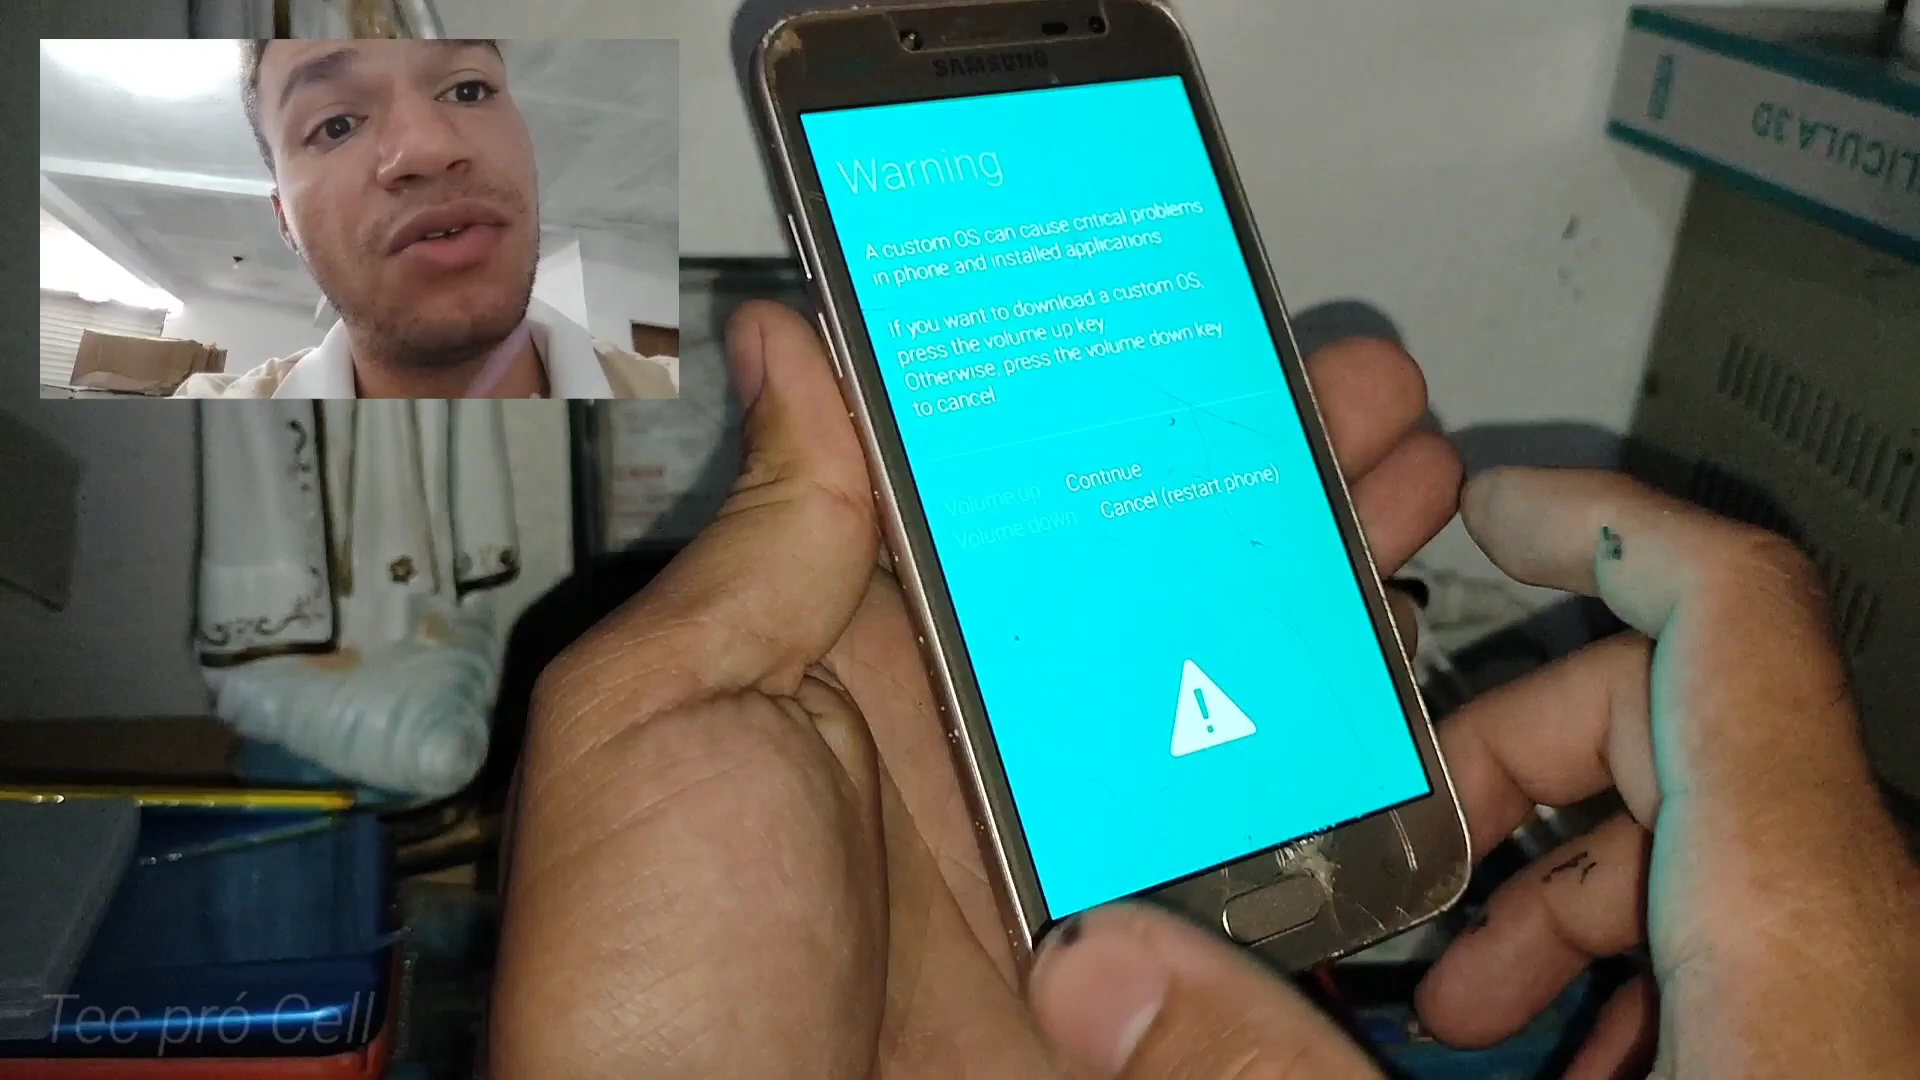 SAMSUNG
Warning
A custom OS can cause critical problems
in phone and installed applications
If you want to download a custom OS,
press the volume up key
Otherwise, press the volume down key
to cancel
Volume up Continue
Volume down Cancel (restart phone)
LICULA 3D
Tec pró Cell